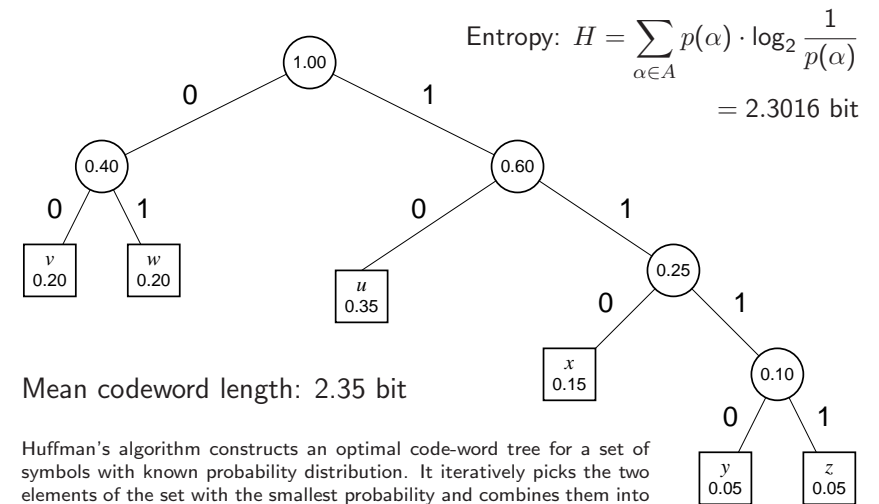 Entropy: H = ∑α∈A p(α) · log₂ 1/p(α)
= 2.3016 bit
1.00
0
1
0.40
0.60
0
1
0
1
v
0.20
w
0.20
u
0.35
0.25
0
1
x
0.15
0.10
0
1
y
0.05
z
0.05
Mean codeword length: 2.35 bit
Huffman's algorithm constructs an optimal code-word tree for a set of
symbols with known probability distribution. It iteratively picks the two
elements of the set with the smallest probability and combines them into